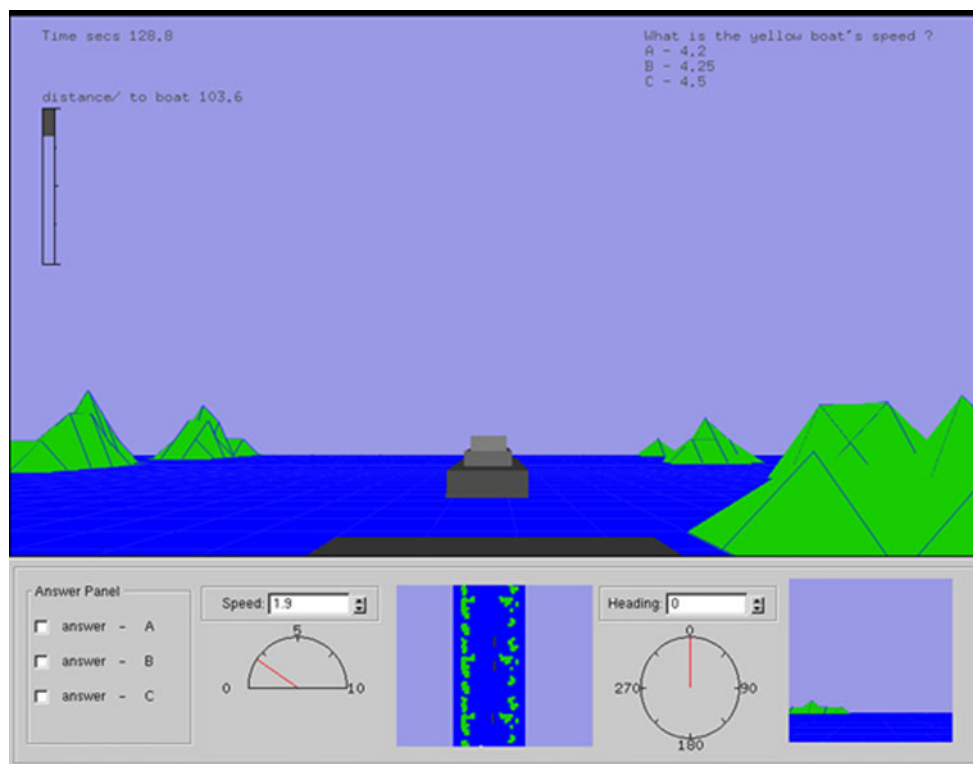 Time secs 128.8
What is the yellow boat's speed ?
A - 4.2
B - 4.25
C - 4.5
distance/ to boat 103.6
Answer Panel
answer - A
answer - B
answer - C
Speed: 1.9
5
0
10
Heading: 0
0
270
90
180